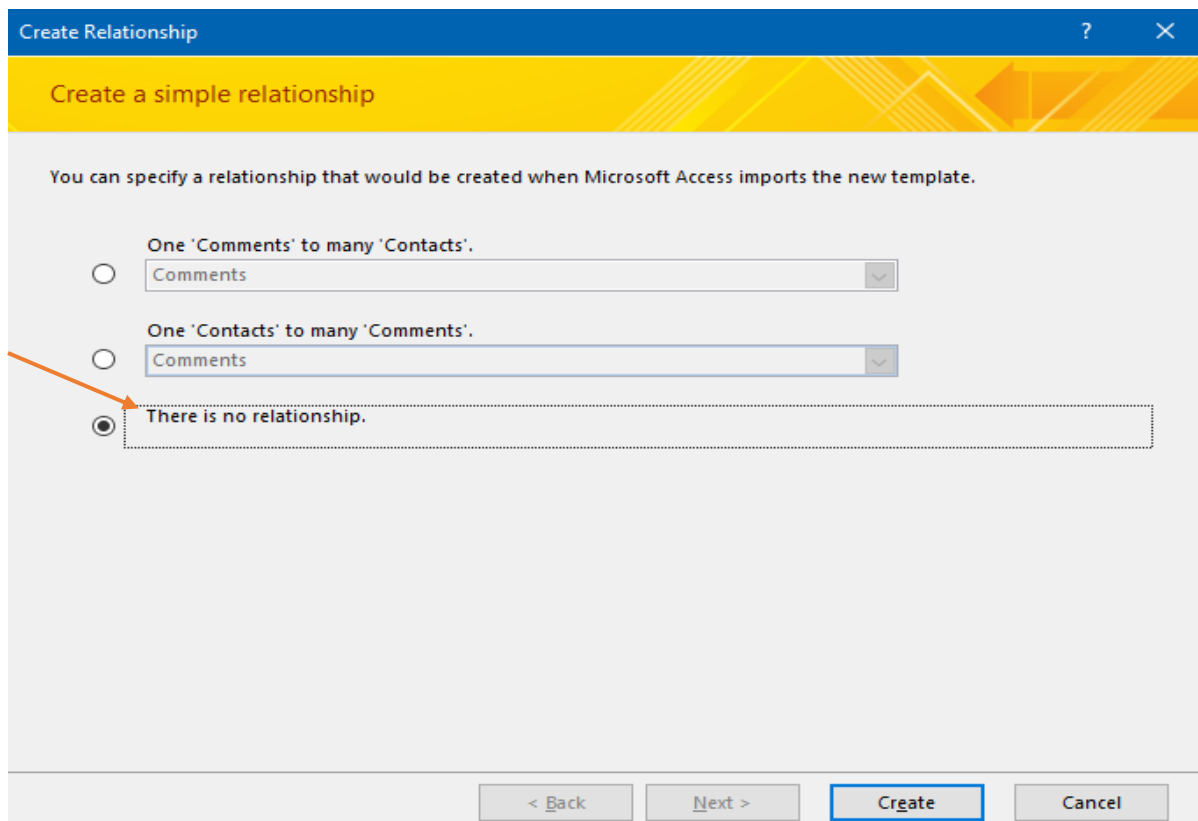 Create Relationship ?
Create a simple relationship
You can specify a relationship that would be created when Microsoft Access imports the new template.
One 'Comments' to many 'Contacts'.
Comments
One 'Contacts' to many 'Comments'.
Comments
There is no relationship.
< Back Next > Create Cancel